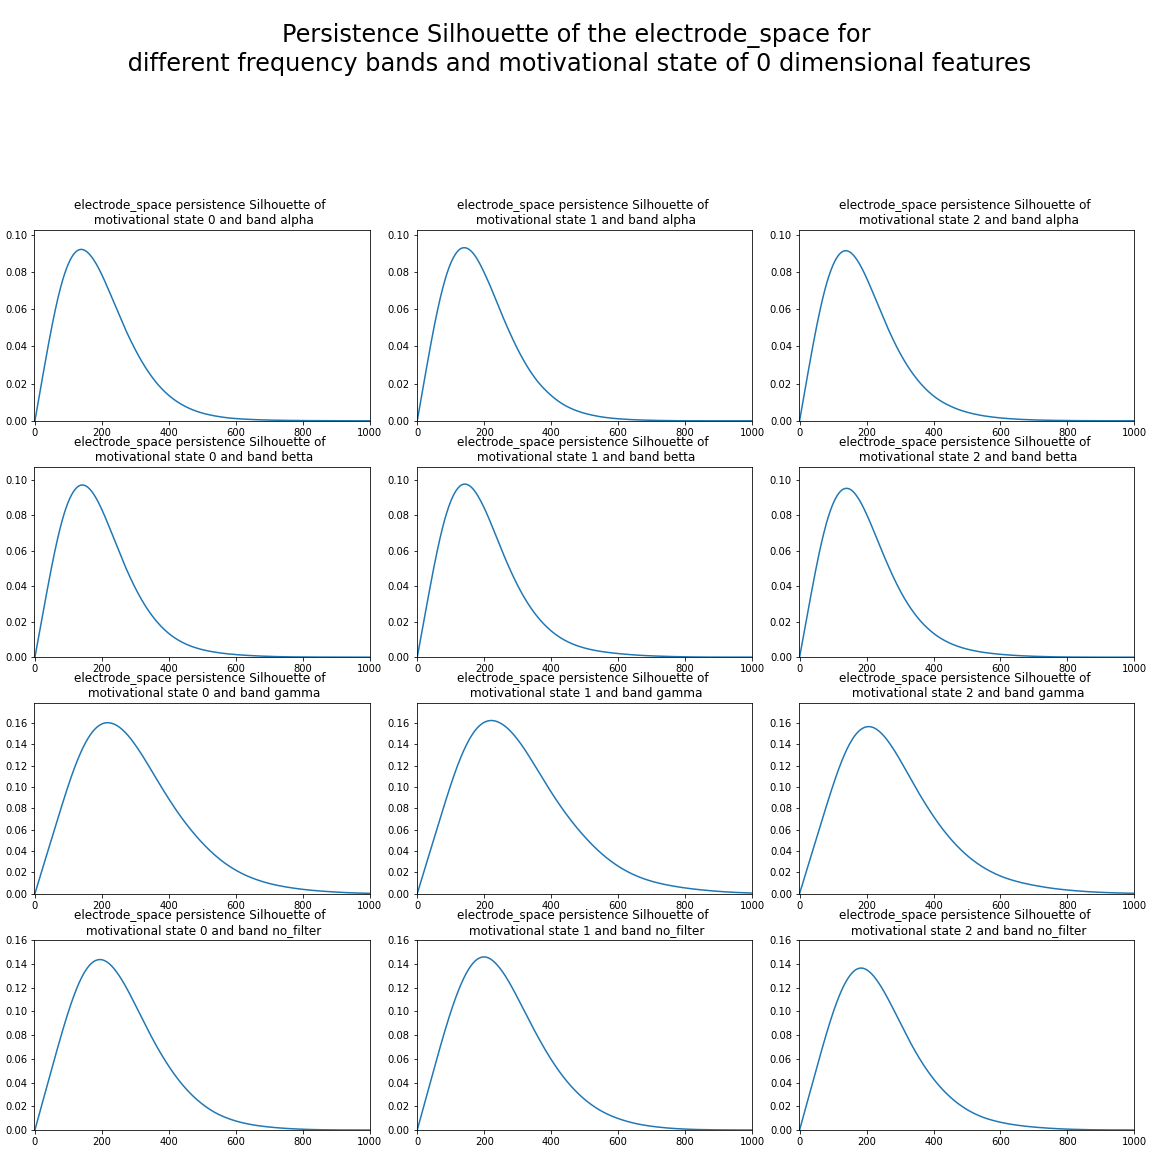 Persistence Silhouette of the electrode_space for
different frequency bands and motivational state of 0 dimensional features
electrode_space persistence Silhouette of
motivational state 0 and band alpha
0.10
0.08
0.06
0.04
0.02
0.00
0 200 400 600 800 1000
electrode_space persistence Silhouette of
motivational state 1 and band alpha
0.10
0.08
0.06
0.04
0.02
0.00
0 200 400 600 800 1000
electrode_space persistence Silhouette of
motivational state 2 and band alpha
0.10
0.08
0.06
0.04
0.02
0.00
0 200 400 600 800 1000
electrode_space persistence Silhouette of
motivational state 0 and band betta
0.10
0.08
0.06
0.04
0.02
0.00
0 200 400 600 800 1000
electrode_space persistence Silhouette of
motivational state 1 and band betta
0.10
0.08
0.06
0.04
0.02
0.00
0 200 400 600 800 1000
electrode_space persistence Silhouette of
motivational state 2 and band betta
0.10
0.08
0.06
0.04
0.02
0.00
0 200 400 600 800 1000
electrode_space persistence Silhouette of
motivational state 0 and band gamma
0.16
0.14
0.12
0.10
0.08
0.06
0.04
0.02
0.00
0 200 400 600 800 1000
electrode_space persistence Silhouette of
motivational state 1 and band gamma
0.16
0.14
0.12
0.10
0.08
0.06
0.04
0.02
0.00
0 200 400 600 800 1000
electrode_space persistence Silhouette of
motivational state 2 and band gamma
0.16
0.14
0.12
0.10
0.08
0.06
0.04
0.02
0.00
0 200 400 600 800 1000
electrode_space persistence Silhouette of
motivational state 0 and band no_filter
0.16
0.14
0.12
0.10
0.08
0.06
0.04
0.02
0.00
0 200 400 600 800 1000
electrode_space persistence Silhouette of
motivational state 1 and band no_filter
0.16
0.14
0.12
0.10
0.08
0.06
0.04
0.02
0.00
0 200 400 600 800 1000
electrode_space persistence Silhouette of
motivational state 2 and band no_filter
0.16
0.14
0.12
0.10
0.08
0.06
0.04
0.02
0.00
0 200 400 600 800 1000